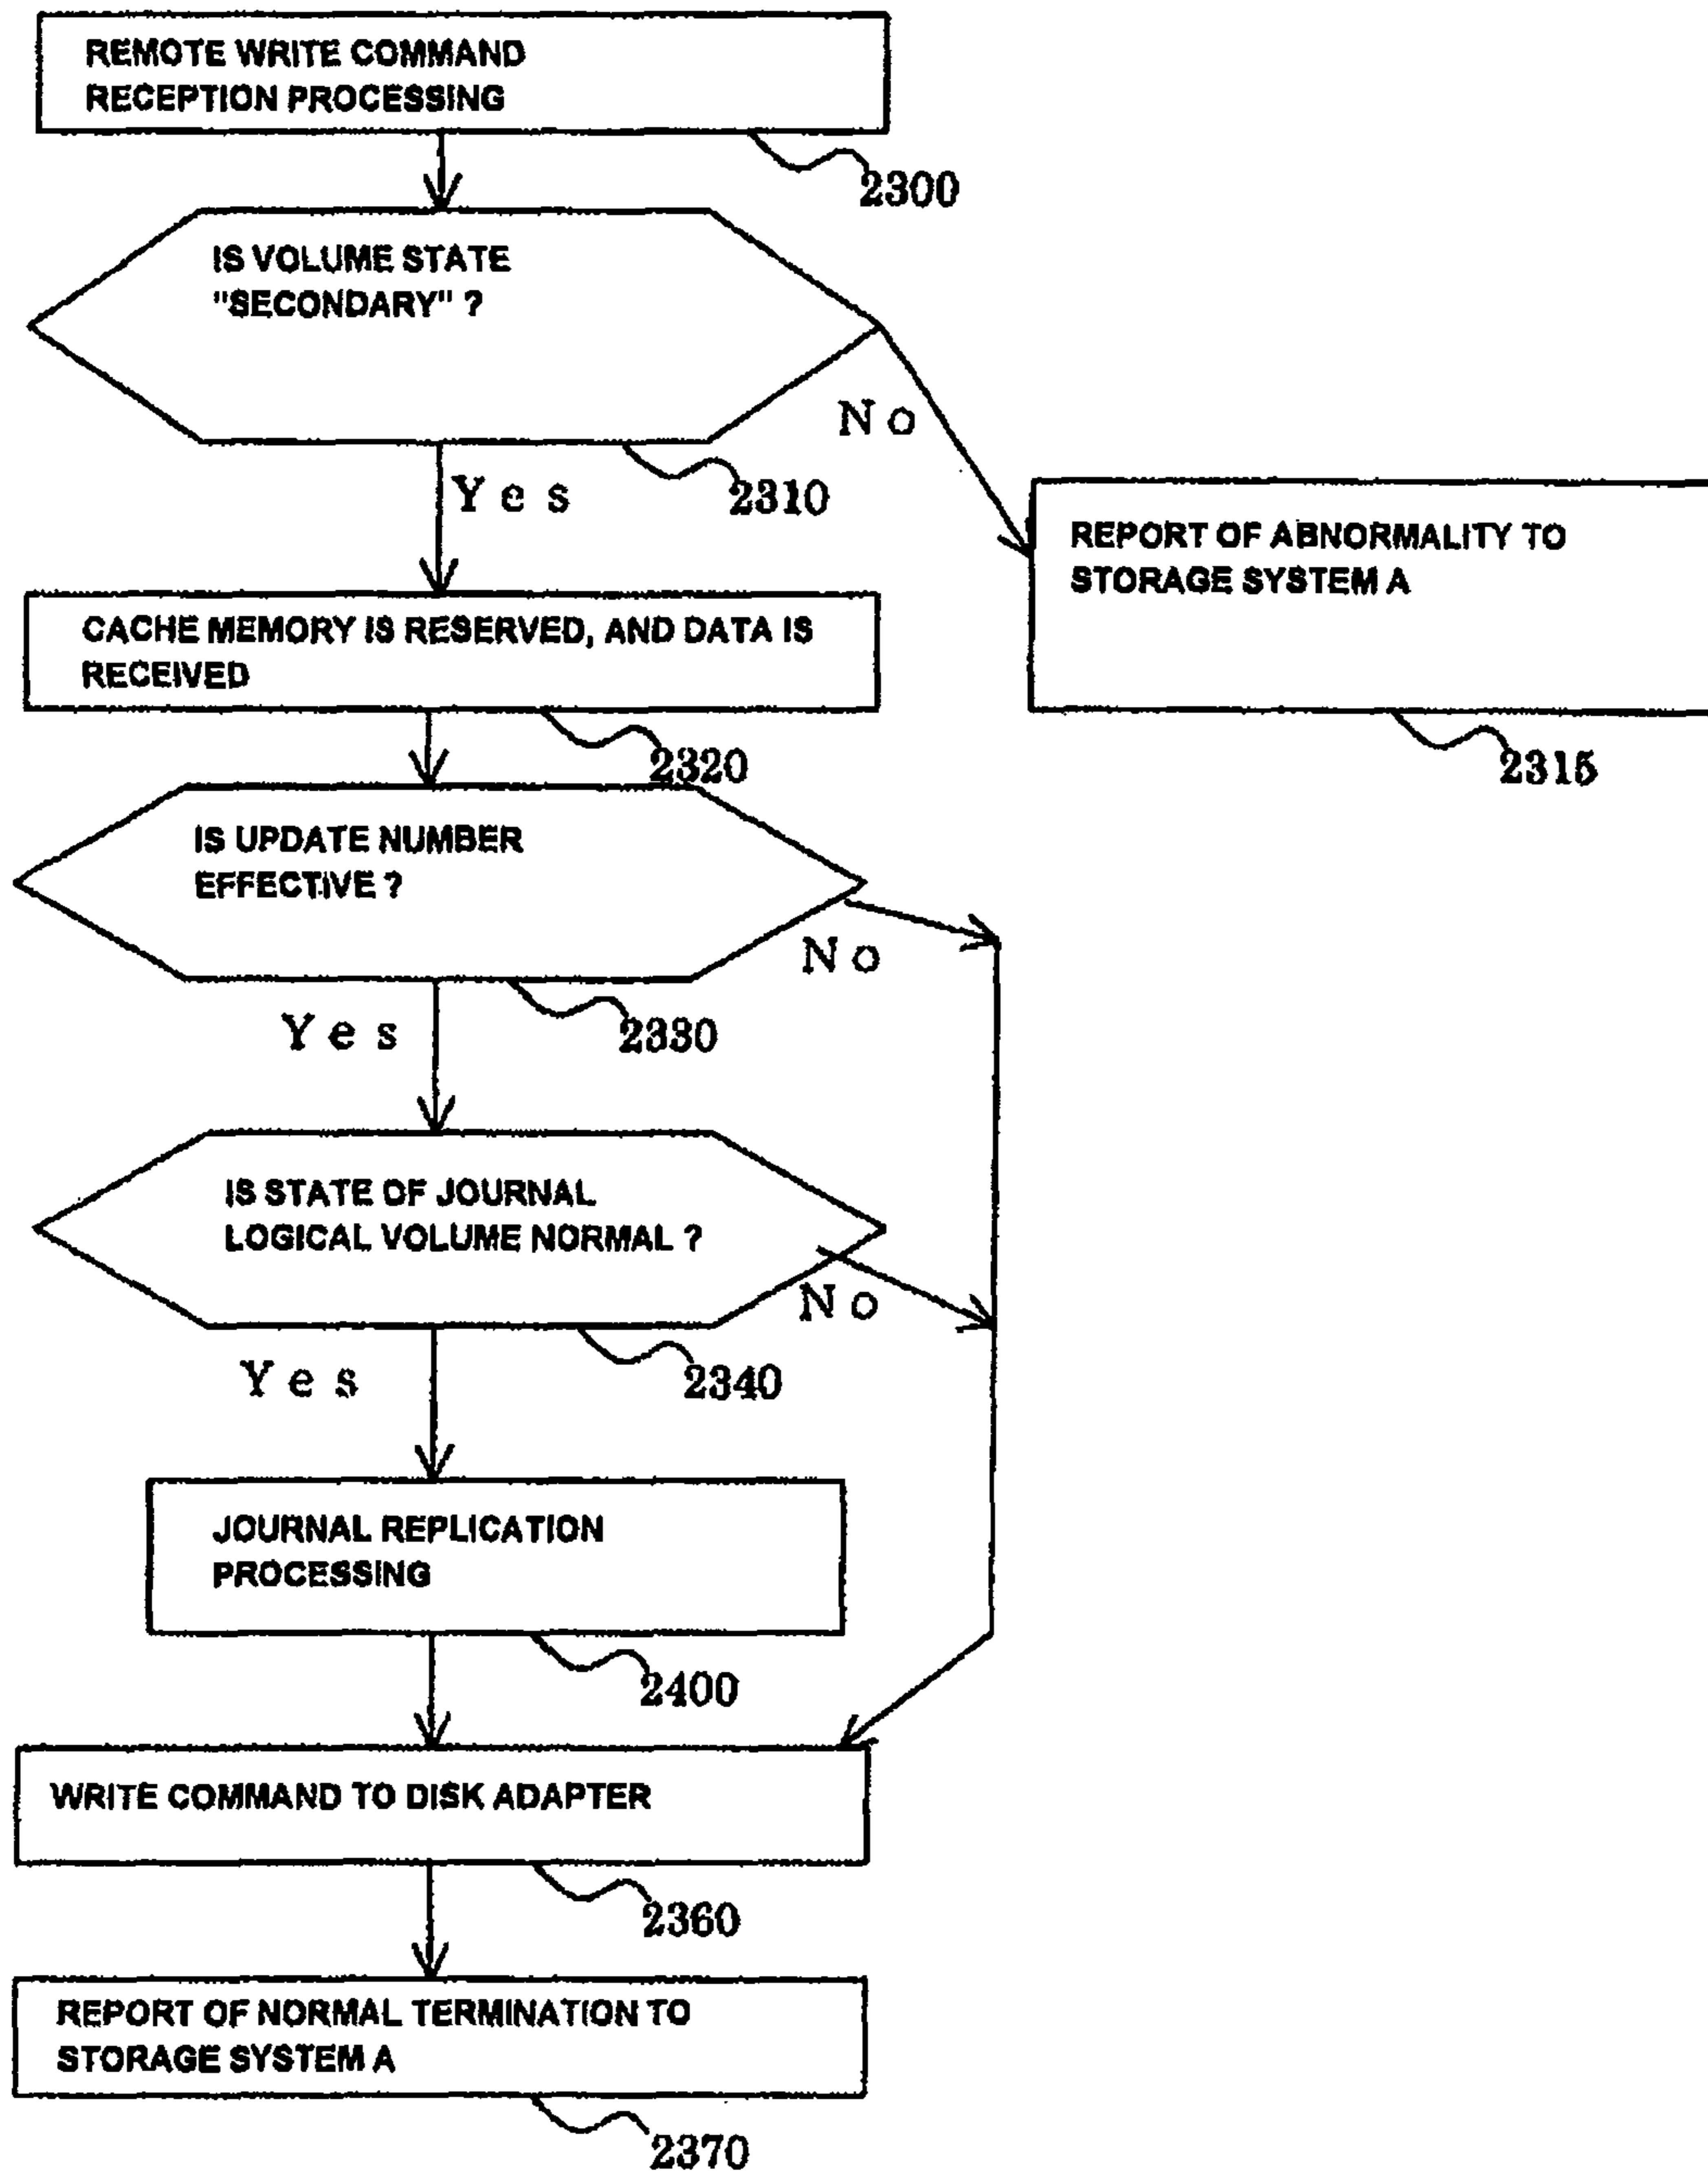 REMOTE WRITE COMMAND
RECEPTION PROCESSING
2300
IS VOLUME STATE
"SECONDARY" ?
No
Yes
2310
REPORT OF ABNORMALITY TO
STORAGE SYSTEM A
2315
CACHE MEMORY IS RESERVED, AND DATA IS
RECEIVED
2320
IS UPDATE NUMBER
EFFECTIVE ?
No
Yes
2330
IS STATE OF JOURNAL
LOGICAL VOLUME NORMAL ?
No
Yes
2340
JOURNAL REPLICATION
PROCESSING
2400
WRITE COMMAND TO DISK ADAPTER
2360
REPORT OF NORMAL TERMINATION TO
STORAGE SYSTEM A
2370